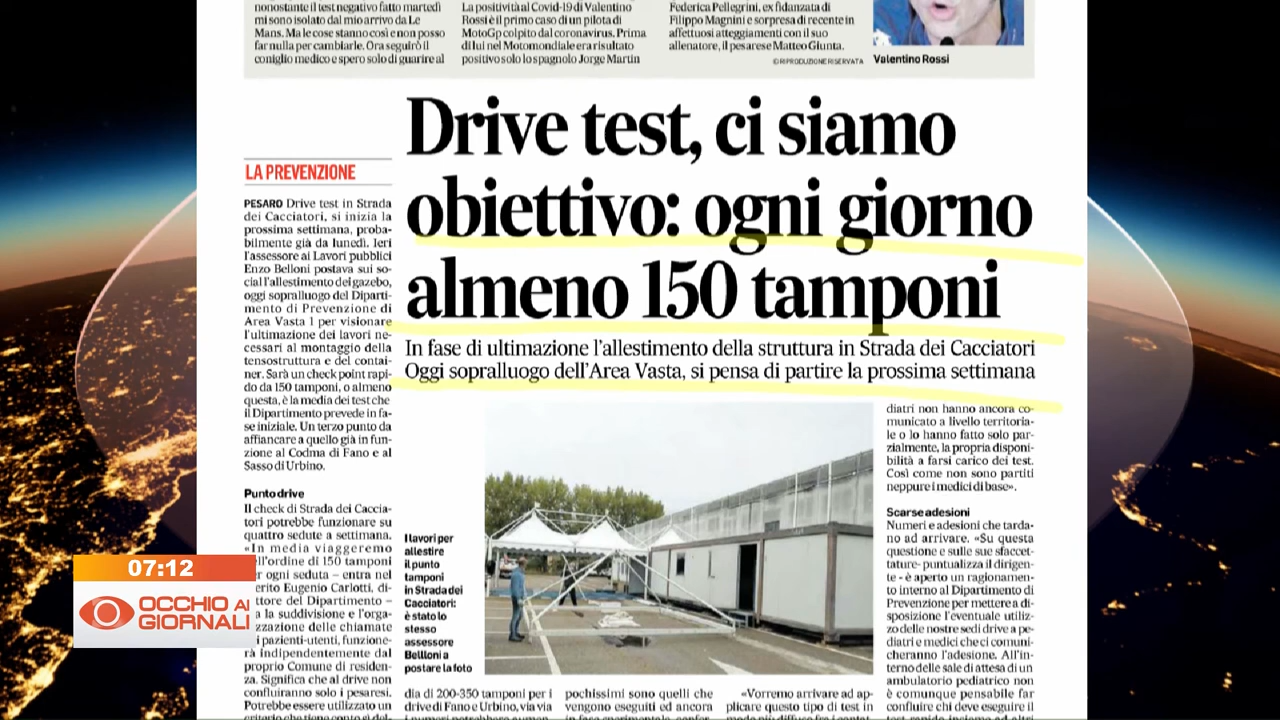 nonostante il test negativo fatto martedì
mi sono isolato dal mio arrivo da Le
Mans. Ma le cose stanno così e non posso
far nulla per cambiarle. Ora seguirò il
coniglio medico e spero solo di guarire al
La positività al Covid-19 di Valentino
Rossi è il primo caso di un pilota di
MotoGp colpito dal coronavirus. Prima
di lui nel Motomondiale era risultato
positivo solo lo spagnolo Jorge Martin
Federica Pellegrini, ex fidanzata di
Filippo Magnini e sorpresa di recente in
affettuosi atteggiamenti con il suo
allenatore, il pesarese Matteo Giunta.
© RIPRODUZIONE RISERVATA
Valentino Rossi
Drive test, ci siamo
obiettivo: ogni giorno
almeno 150 tamponi
In fase di ultimazione l'allestimento della struttura in Strada dei Cacciatori
Oggi sopralluogo dell'Area Vasta, si pensa di partire la prossima settimana
LA PREVENZIONE
PESARO Drive test in Strada
dei Cacciatori, si inizia la
prossima settimana, proba-
bilmente già da lunedì. Ieri
l'assessore ai Lavori pubblici
Enzo Belloni postava sui so-
cial l'allestimento del gazebo,
oggi sopralluogo del Diparti-
mento di Prevenzione di
Area Vasta 1 per visionare
l'ultimazione dei lavori ne-
cessari al montaggio della
tensostruttura e del contai-
ner. Sarà un check point rapi-
do da 150 tamponi, o almeno
questa, è la media dei test che
il Dipartimento prevede in fa-
se iniziale. Un terzo punto da
affiancare a quello già in fun-
zione al Codma di Fano e al
Sasso di Urbino.
Punto drive
Il check di Strada dei Caccia-
tori potrebbe funzionare su
quattro sedute a settimana.
«In media viaggeremo
ell'ordine di 150 tamponi
er ogni seduta – entra nel
erito Eugenio Carlotti, di-
ttore del Dipartimento –
a la suddivisione e l'orga-
zzazione delle chiamate
i pazienti-utenti, funzione-
rà indipendentemente dal
proprio Comune di residen-
za. Significa che al drive non
confluiranno solo i pesaresi.
Potrebbe essere utilizzato un
criterio che tiene conto di del-
I lavori per
allestire
il punto
tamponi
in Strada dei
Cacciatori:
è stato lo
stesso
assessore
Bellloni a
postare la foto
dia di 200-350 tamponi per i
drive di Fano e Urbino, via via
pochissimi sono quelli che
vengono eseguiti ed ancora
«Vorremo arrivare ad ap-
plicare questo tipo di test in
diatri non hanno ancora co-
municato a livello territoria-
le o lo hanno fatto solo par-
zialmente, la propria disponi-
bilità a farsi carico dei test.
Così come non sono partiti
neppure i medici di base».
Scarse adesioni
Numeri e adesioni che tarda-
no ad arrivare. «Su questa
questione e sulle sue sfaccet-
tature- puntualizza il dirigen-
te - è aperto un ragionamen-
to interno al Dipartimento di
Prevenzione per mettere a di-
sposizione l'eventuale utiliz-
zo delle nostre sedi drive a pe-
diatri e medici che ci comuni-
cheranno l'adesione. All'in-
terno delle sale di attesa di un
ambulatorio pediatrico non
è comunque pensabile far
confluire chi deve eseguire il
07:12
OCCHIO AI
GIORNALI